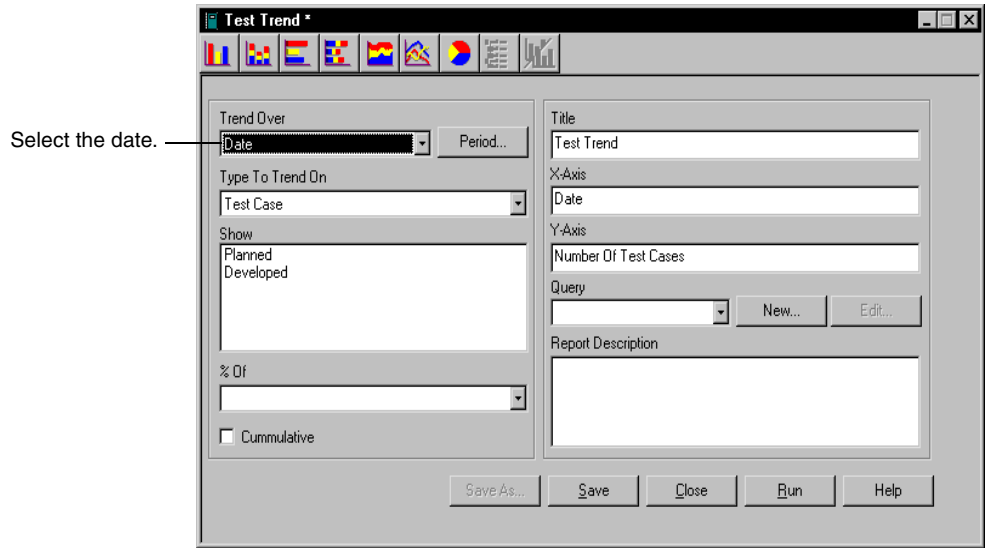 Test Trend *
Select the date.
Trend Over
Date
Period...
Type To Trend On
Test Case
Show
Planned
Developed
% Of
Cummulative
Title
Test Trend
X-Axis
Date
Y-Axis
Number Of Test Cases
Query
New...
Edit...
Report Description
Save As...
Save
Close
Run
Help